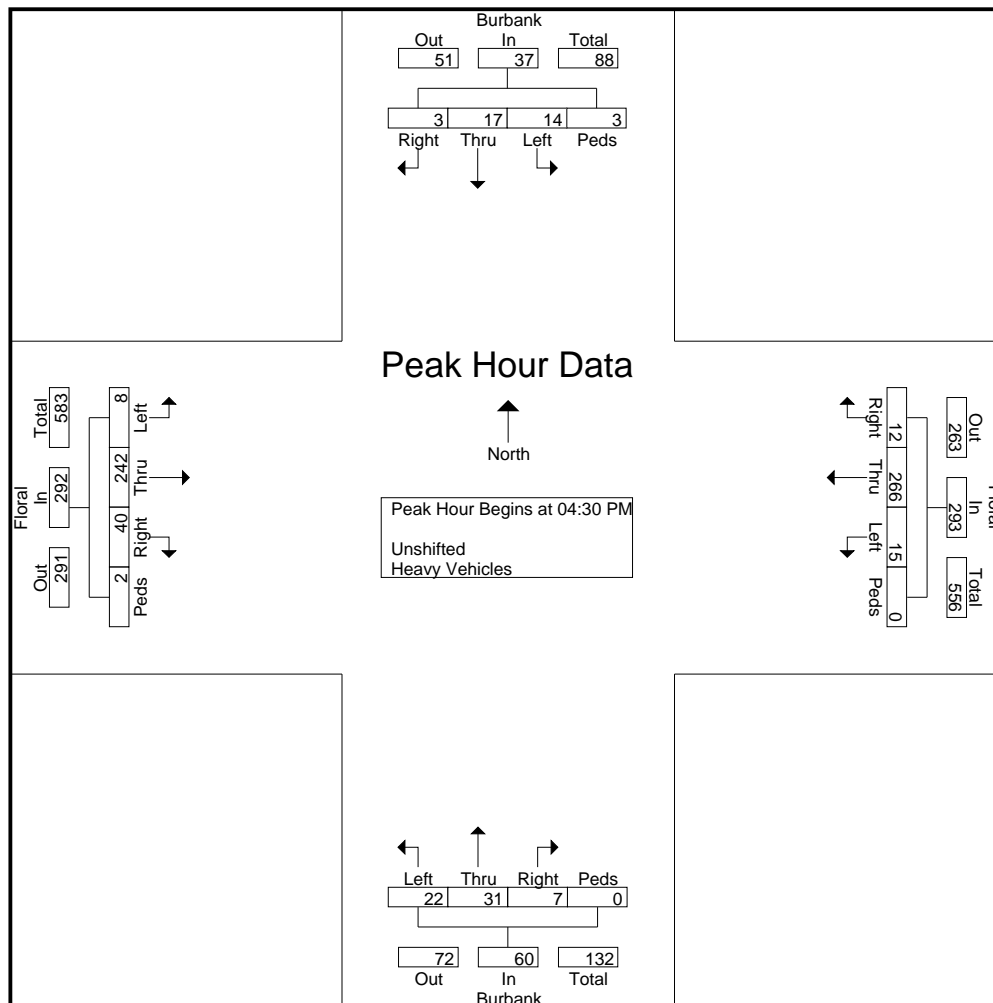 Burbank
Out In Total
51 37 88
3 17 14 3
Right Thru Left Peds
Peak Hour Data
North
Peak Hour Begins at 04:30 PM
Unshifted
Heavy Vehicles
Floral
Total In Out
583 292 291
8 242 40 2
Left Thru Right Peds
Floral
Out In Total
263 293 556
12 266 15 0
Right Thru Left Peds
Left Thru Right Peds
22 31 7 0
72 60 132
Out In Total
Burbank